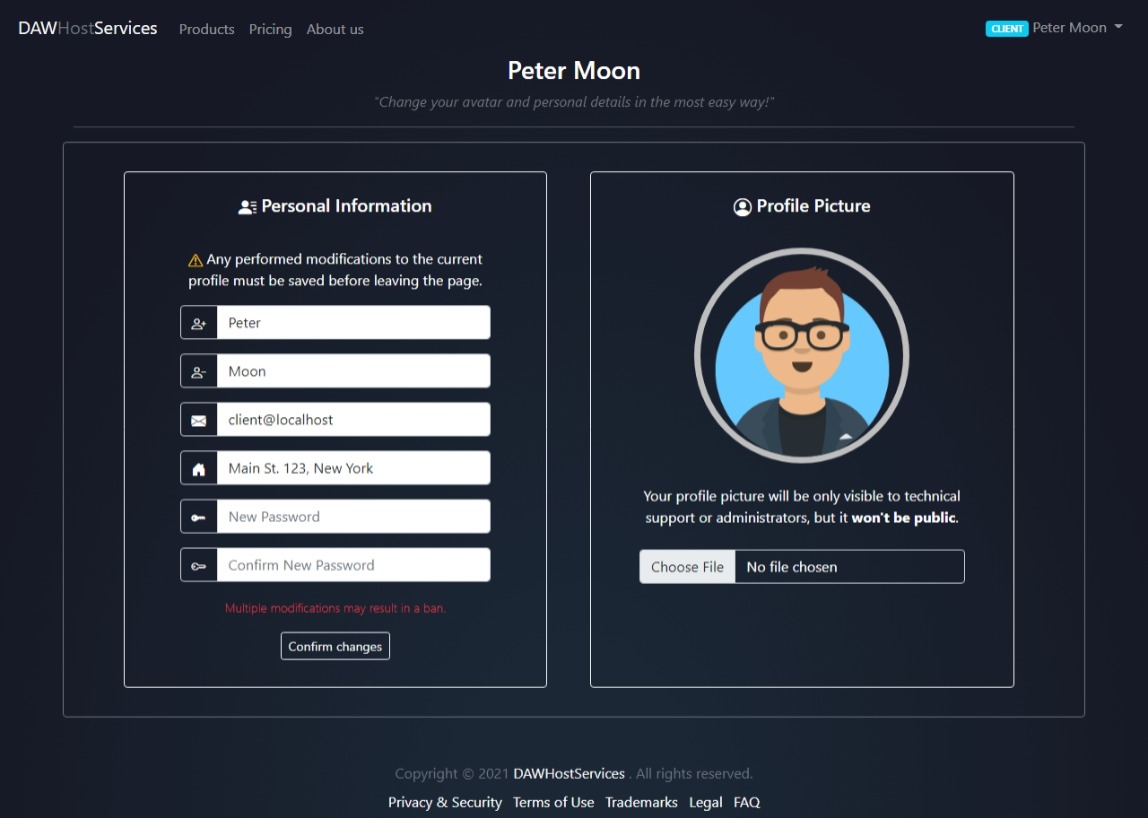 DAWHostServices Products Pricing About us CLIENT Peter Moon
Peter Moon
"Change your avatar and personal details in the most easy way!"
Personal Information
Any performed modifications to the current
profile must be saved before leaving the page.
Peter
Moon
client@localhost
Main St. 123, New York
New Password
Confirm New Password
Multiple modifications may result in a ban.
Confirm changes
Profile Picture
Your profile picture will be only visible to technical
support or administrators, but it won't be public.
Choose File No file chosen
Copyright © 2021 DAWHostServices . All rights reserved.
Privacy & Security Terms of Use Trademarks Legal FAQ